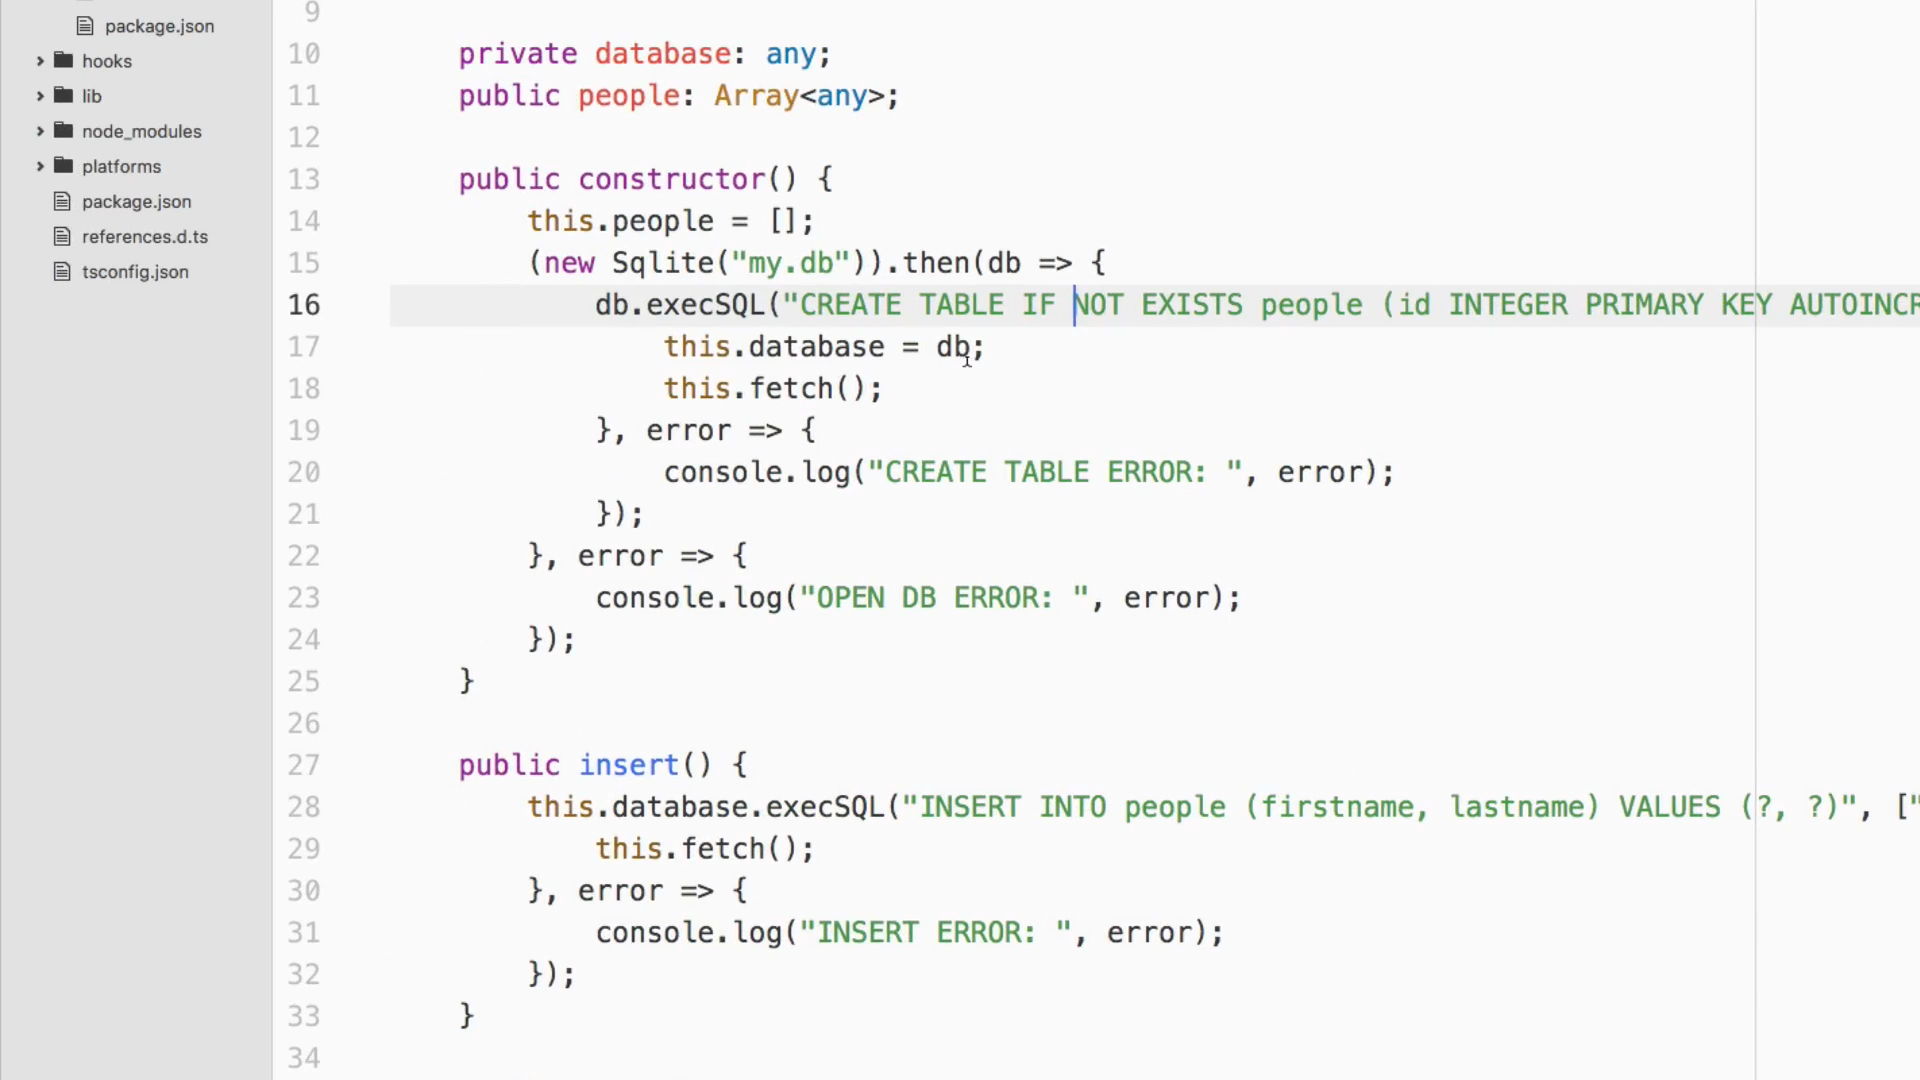 package.json
hooks
lib
node_modules
platforms
package.json
references.d.ts
tsconfig.json
9
10 private database: any;
11 public people: Array<any>;
12
13 public constructor() {
14 this.people = [];
15 (new Sqlite("my.db")).then(db => {
16 db.execSQL("CREATE TABLE IF NOT EXISTS people (id INTEGER PRIMARY KEY AUTOINCR
17 this.database = db;
18 this.fetch();
19 }, error => {
20 console.log("CREATE TABLE ERROR: ", error);
21 });
22 }, error => {
23 console.log("OPEN DB ERROR: ", error);
24 });
25 }
26
27 public insert() {
28 this.database.execSQL("INSERT INTO people (firstname, lastname) VALUES (?, ?)", ["
29 this.fetch();
30 }, error => {
31 console.log("INSERT ERROR: ", error);
32 });
33 }
34